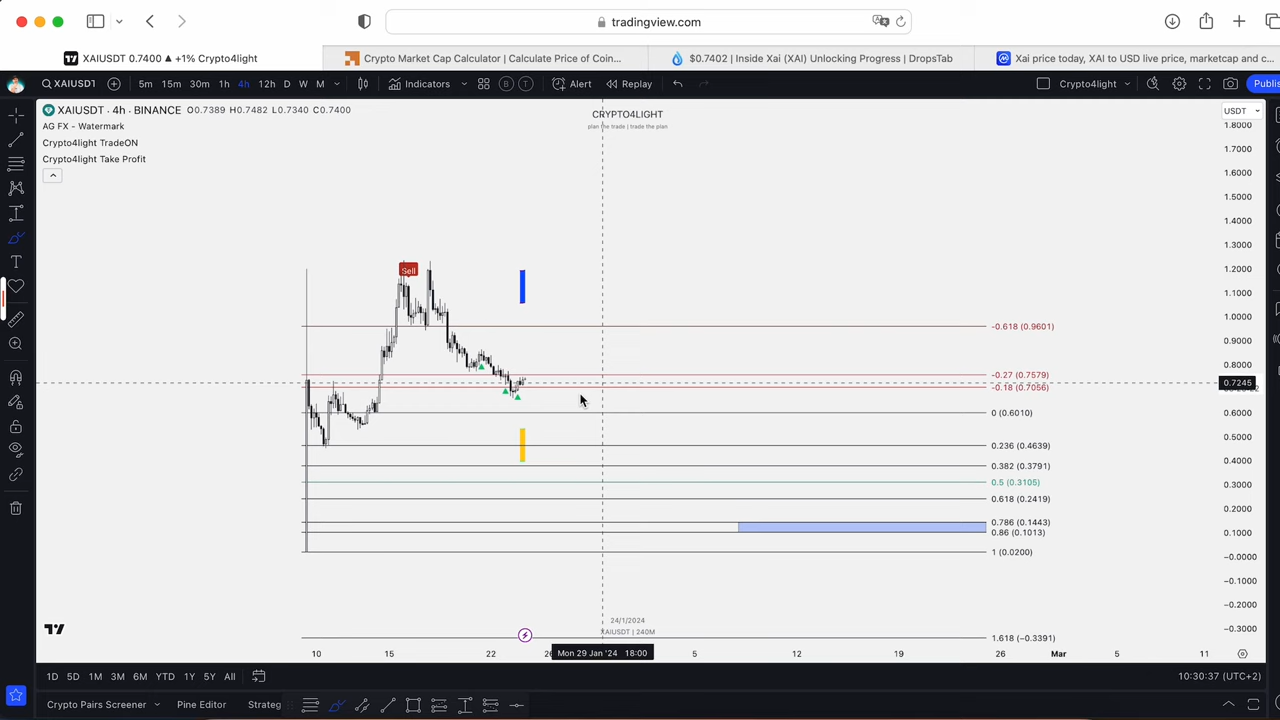 tradingview.com
XAIUSDT 0.7400 ▲ +1% Crypto4light
Crypto Market Cap Calculator | Calculate Price of Coin...
$0.7402 | Inside Xai (XAI) Unlocking Progress | DropsTab
Xai price today, XAI to USD live price, marketcap and c...
XAIUSDT 5m 15m 30m 1h 4h 12h D W M Indicators B T Alert Replay Crypto4light Publis
XAIUSDT · 4h · BINANCE O0.7389 H0.7482 L0.7340 C0.7400
AG FX - Watermark
Crypto4light TradeON
Crypto4light Take Profit
CRYPTO4LIGHT
plan the trade | trade the plan
USDT
1.8000
1.7000
1.6000
1.5000
1.4000
1.3000
1.2000
1.1000
1.0000
0.9000
0.8000
0.7245
0.6000
0.5000
0.4000
0.3000
0.2000
0.1000
-0.0000
-0.1000
-0.2000
-0.3000
Sell
-0.618 (0.9601)
-0.27 (0.7579)
-0.18 (0.7056)
0 (0.6010)
0.236 (0.4639)
0.382 (0.3791)
0.5 (0.3105)
0.618 (0.2419)
0.786 (0.1443)
0.86 (0.1013)
1 (0.0200)
1.618 (-0.3391)
24/1/2024
XAIUSDT | 240M
10 15 22 26 Mon 29 Jan '24 18:00 5 12 19 26 Mar 5 11
1D 5D 1M 3M 6M YTD 1Y 5Y All
10:30:37 (UTC+2)
Crypto Pairs Screener Pine Editor Strateg